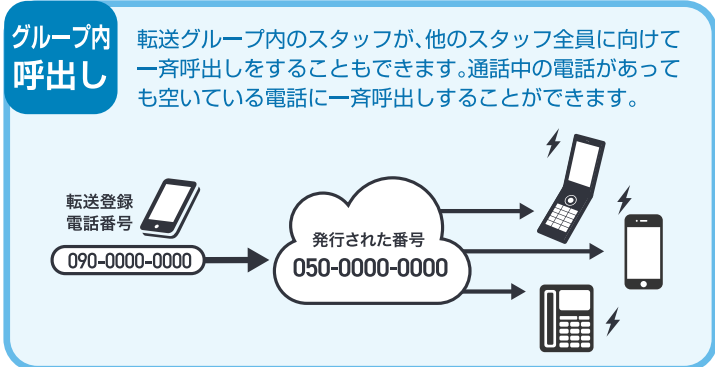 グループ内
呼出し
転送グループ内のスタッフが、他のスタッフ全員に向けて
一斉呼出しをすることもできます。通話中の電話があって
も空いている電話に一斉呼出しすることができます。
転送登録
電話番号
090-0000-0000
発行された番号
050-0000-0000